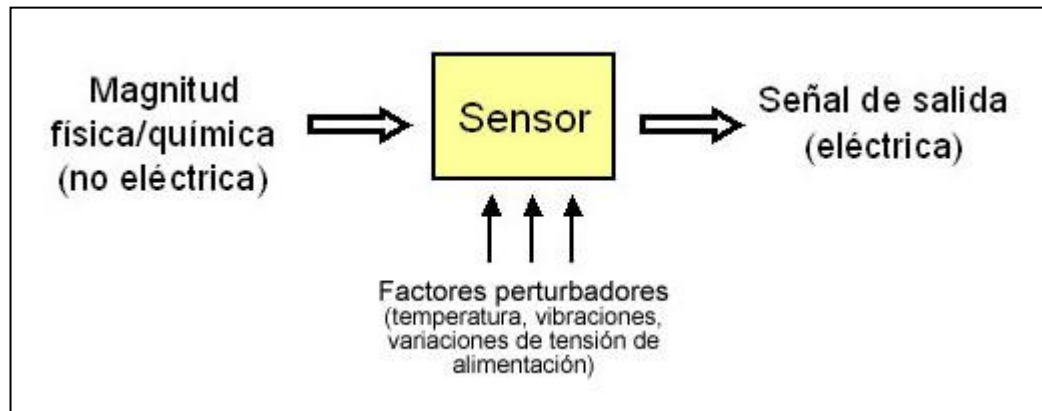 Magnitud
física/química
(no eléctrica)
Sensor
Señal de salida
(eléctrica)
Factores perturbadores
(temperatura, vibraciones,
variaciones de tensión de
alimentación)